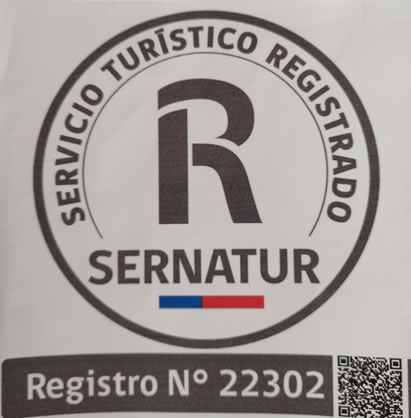 SERVICIO TURÍSTICO REGISTRADO
R
SERNATUR
Registro N° 22302